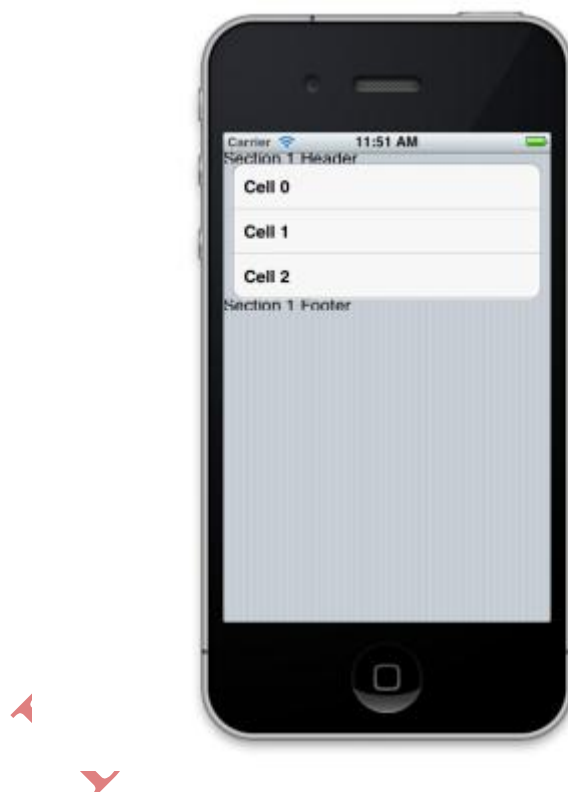 Carrier 11:51 AM
Section 1 Header
Cell 0
Cell 1
Cell 2
Section 1 Footer